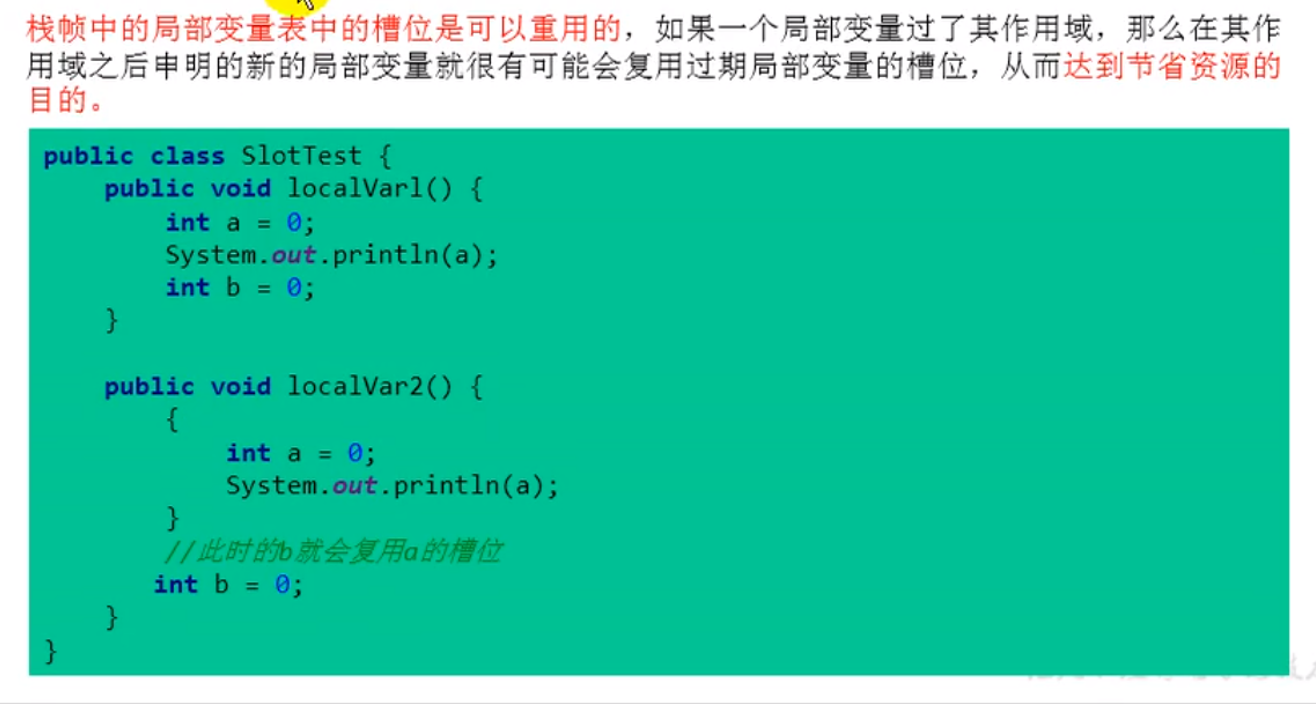 栈帧中的局部变量表中的槽位是可以重用的，如果一个局部变量过了其作用域，那么在其作
用域之后申明的新的局部变量就很有可能会复用过期局部变量的槽位，从而达到节省资源的
目的。
public class SlotTest {
public void localVarl() {
int a = 0;
System.out.println(a);
int b = 0;
}
public void localVar2() {
{
int a = 0;
System.out.println(a);
}
//此时的b就会复用a的槽位
int b = 0;
}
}